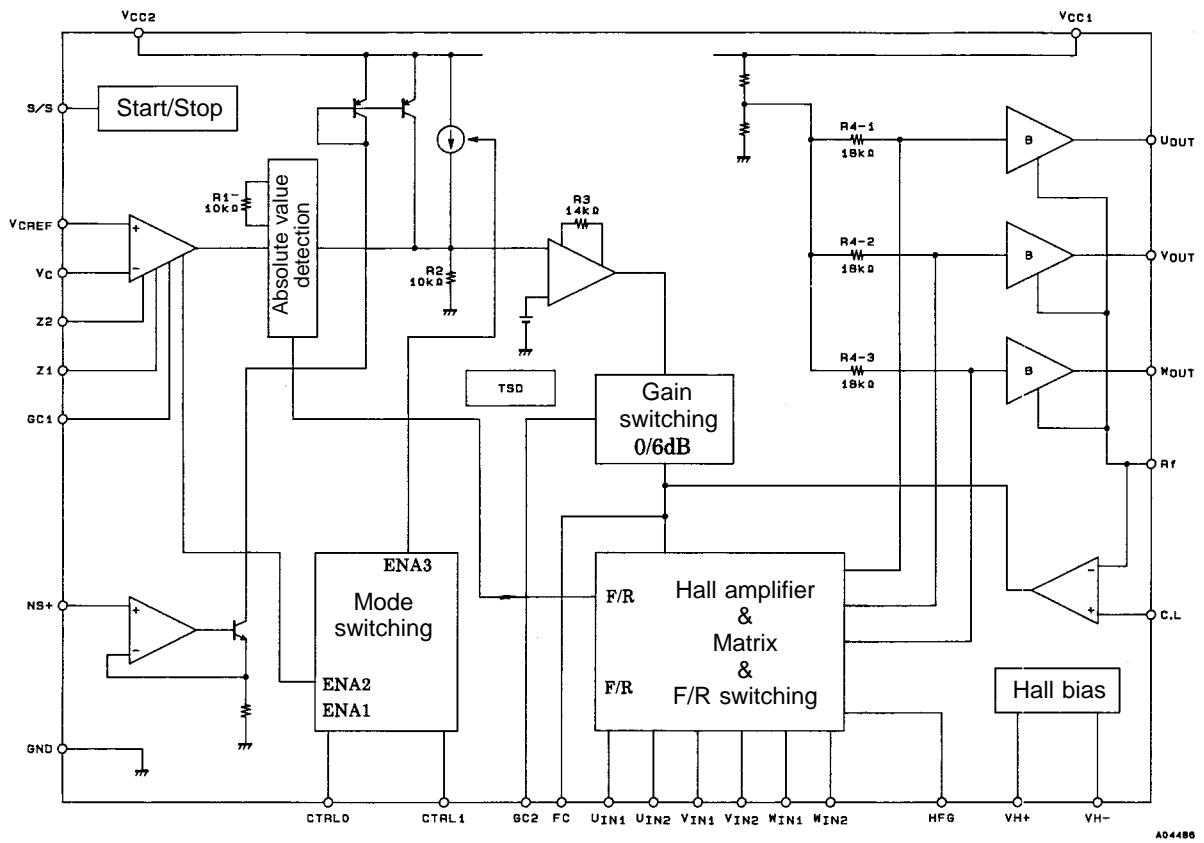 VCC2
VCC1
S/S
Start/Stop
R4-1
18kΩ
B
UOUT
R1
10kΩ
Absolute value
detection
R3
14kΩ
VCREF
+
VC
−
R2
10kΩ
R4-2
18kΩ
B
VOUT
Z2
Z1
TSD
Gain
switching
0/6dB
R4-3
18kΩ
B
WOUT
GC1
Rf
ENA3
Mode
switching
ENA2
ENA1
F/R
F/R
Hall amplifier
&
Matrix
&
F/R switching
−
+
C.L
NS+
+
−
Hall bias
GND
CTRL0
CTRL1
GC2
FC
UIN1
UIN2
VIN1
VIN2
WIN1
WIN2
HFG
VH+
VH-
A04486